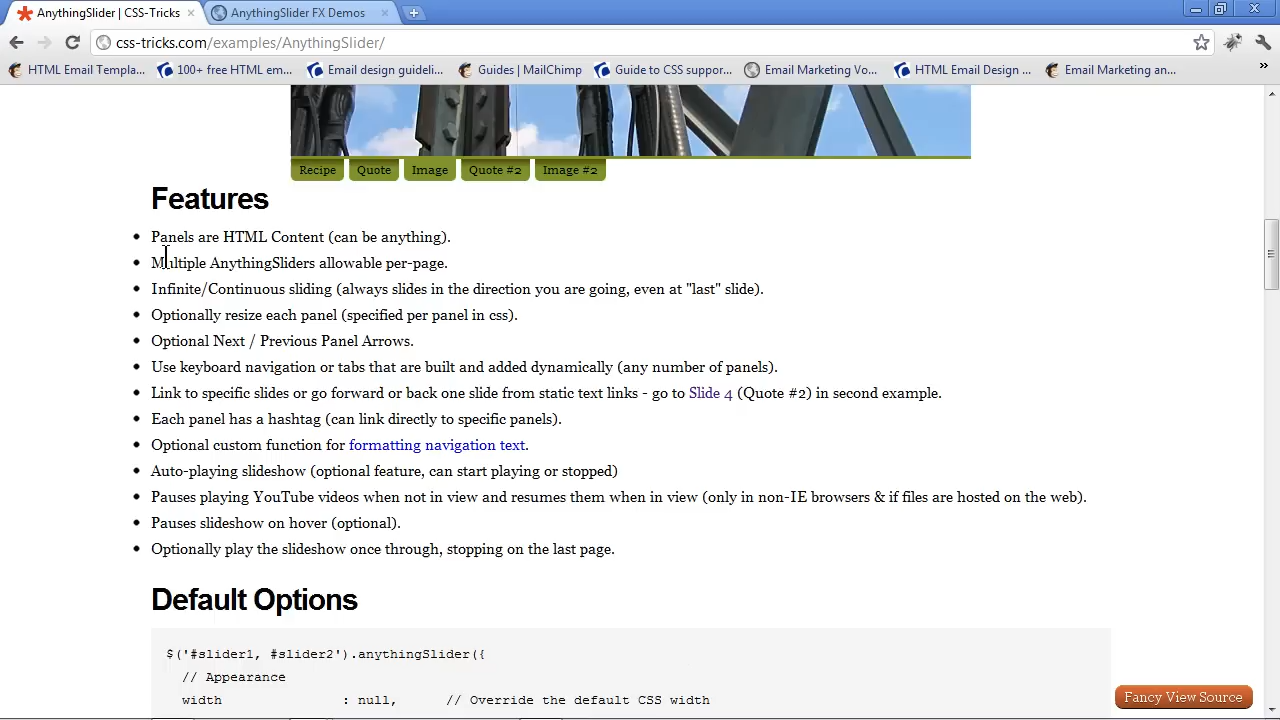 AnythingSlider | CSS-Tricks
AnythingSlider FX Demos
css-tricks.com/examples/AnythingSlider/
HTML Email Templa...
100+ free HTML em...
Email design guideli...
Guides | MailChimp
Guide to CSS suppor...
Email Marketing Vo...
HTML Email Design ...
Email Marketing an...
»
Recipe
Quote
Image
Quote #2
Image #2
Features
• Panels are HTML Content (can be anything).
• Multiple AnythingSliders allowable per-page.
• Infinite/Continuous sliding (always slides in the direction you are going, even at "last" slide).
• Optionally resize each panel (specified per panel in css).
• Optional Next / Previous Panel Arrows.
• Use keyboard navigation or tabs that are built and added dynamically (any number of panels).
• Link to specific slides or go forward or back one slide from static text links - go to Slide 4 (Quote #2) in second example.
• Each panel has a hashtag (can link directly to specific panels).
• Optional custom function for formatting navigation text.
• Auto-playing slideshow (optional feature, can start playing or stopped)
• Pauses playing YouTube videos when not in view and resumes them when in view (only in non-IE browsers & if files are hosted on the web).
• Pauses slideshow on hover (optional).
• Optionally play the slideshow once through, stopping on the last page.
Default Options
$('#slider1, #slider2').anythingSlider({
// Appearance
width : null, // Override the default CSS width
Fancy View Source